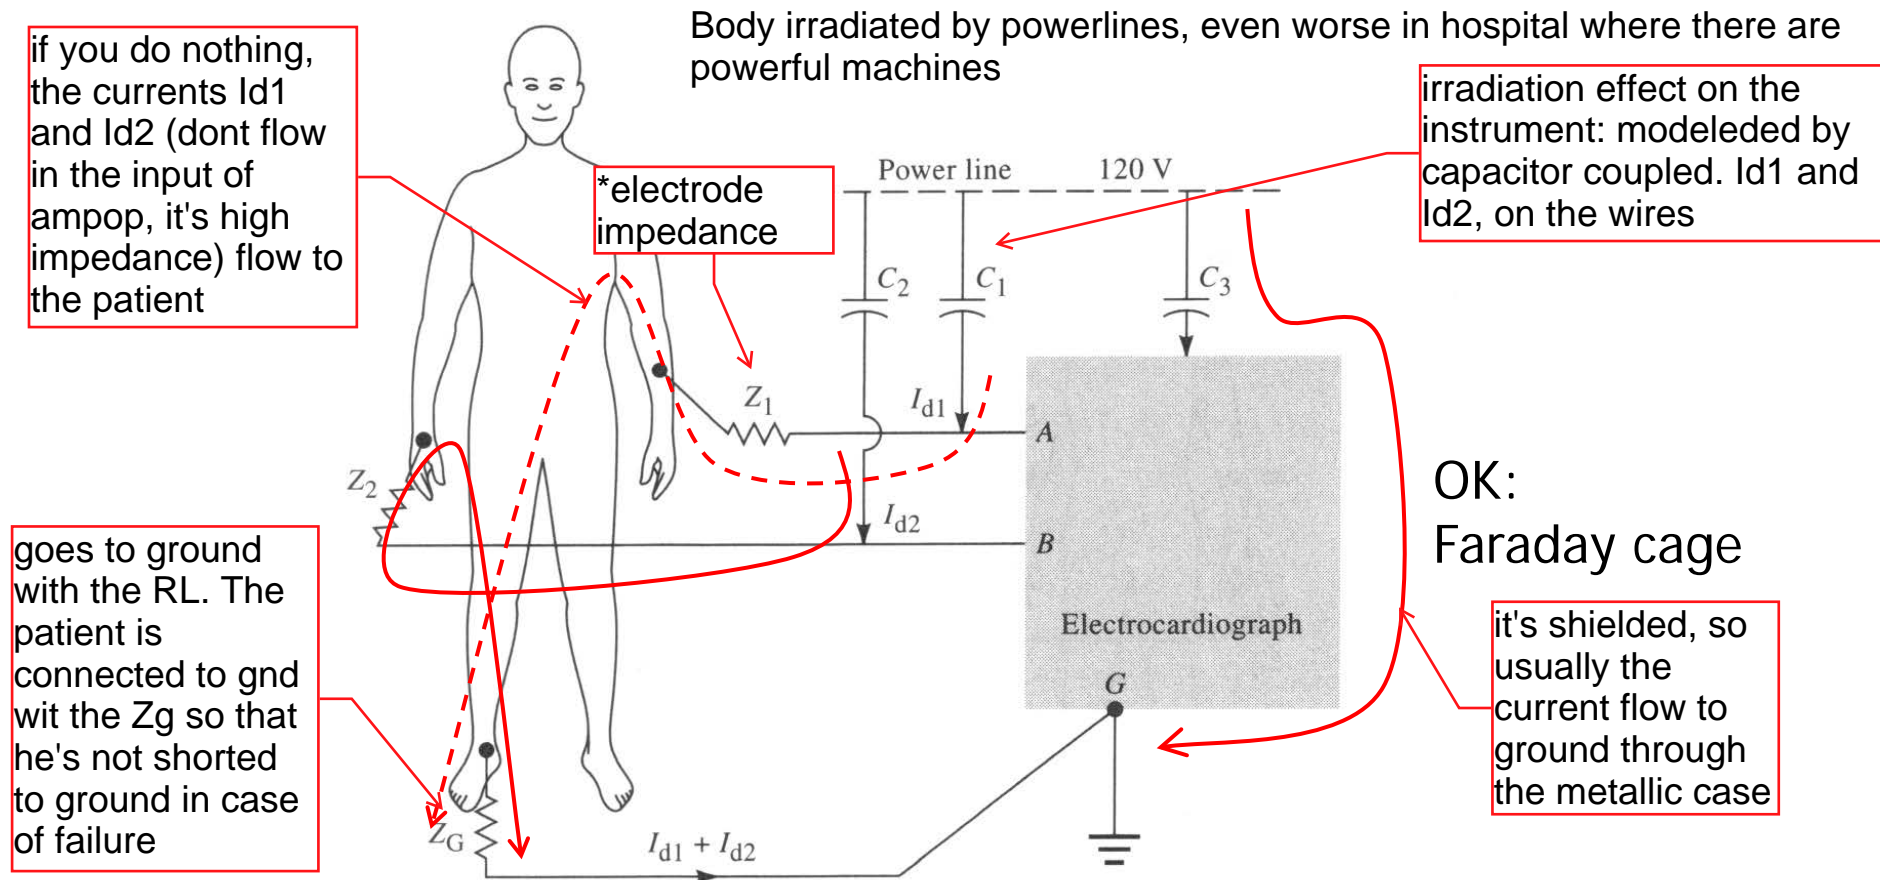 Body irradiated by powerlines, even worse in hospital where there are
powerful machines
if you do nothing,
the currents Id1
and Id2 (dont flow
in the input of
ampop, it's high
impedance) flow to
the patient
*electrode
impedance
irradiation effect on the
instrument: modeleded by
capacitor coupled. Id1 and
Id2, on the wires
Power line 120 V
C2
C1
C3
Z1
Id1
A
Z2
Id2
B
OK:
Faraday cage
goes to ground
with the RL. The
patient is
connected to gnd
wit the Zg so that
he's not shorted
to ground in case
of failure
Electrocardiograph
G
it's shielded, so
usually the
current flow to
ground through
the metallic case
ZG
Id1 + Id2